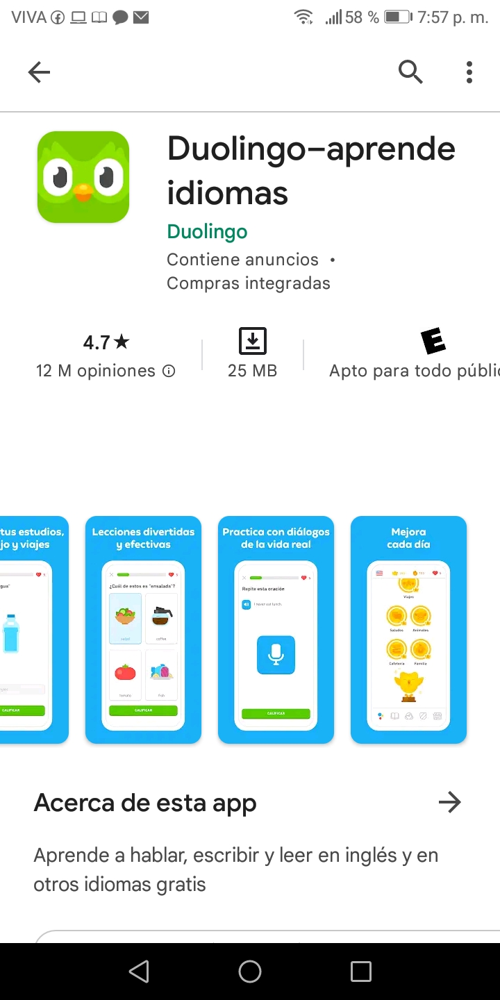 VIVA 58 % 7:57 p. m.
Duolingo–aprende
idiomas
Duolingo
Contiene anuncios •
Compras integradas
4.7★
12 M opiniones
25 MB
E
Apto para todo públic
tus estudios,
jo y viajes
5
gua"
CALIFICAR
Lecciones divertidas
y efectivas
5
¿Cuál de estos es "ensalada"?
salad
coffee
tomato
fish
CALIFICAR
Practica con diálogos
de la vida real
5
Repite esta oración
I never eat lunch.
CALIFICAR
Mejora
cada día
5
Viajes
Saludos
Animales
Cafetería
Familia
Acerca de esta app
Aprende a hablar, escribir y leer en inglés y en
otros idiomas gratis